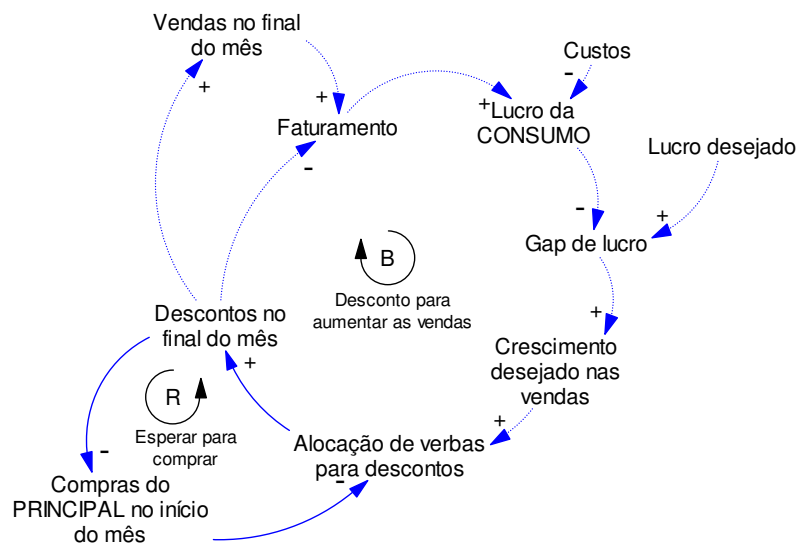 Vendas no final
do mês
Custos
+
-
+
+
Lucro da
CONSUMO
Faturamento
-
Lucro desejado
-
+
Gap de lucro
B
Desconto para
aumentar as vendas
+
Descontos no
final do mês
Crescimento
desejado nas
vendas
+
R
Esperar para
comprar
+
Alocação de verbas
para descontos
-
-
Compras do
PRINCIPAL no início
do mês